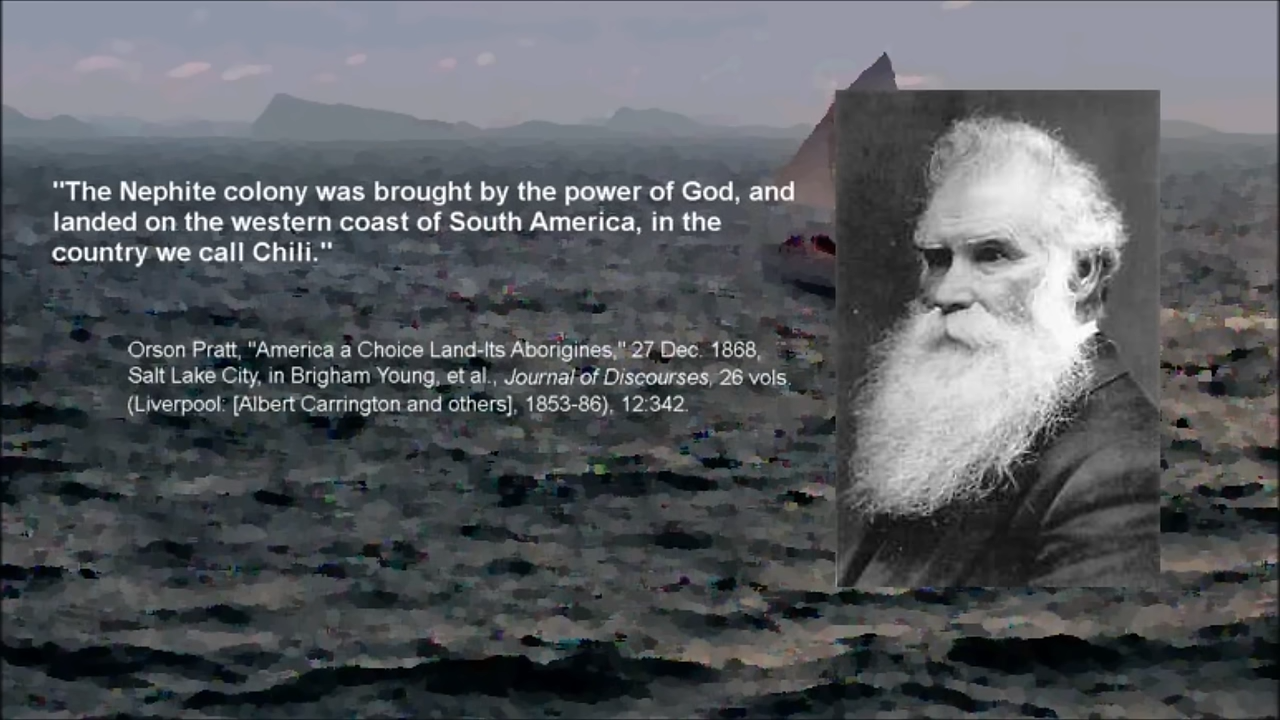 "The Nephite colony was brought by the power of God, and
landed on the western coast of South America, in the
country we call Chili."
Orson Pratt, "America a Choice Land-Its Aborigines," 27 Dec. 1868,
Salt Lake City, in Brigham Young, et al., Journal of Discourses, 26 vols.
(Liverpool: [Albert Carrington and others], 1853-86), 12:342.